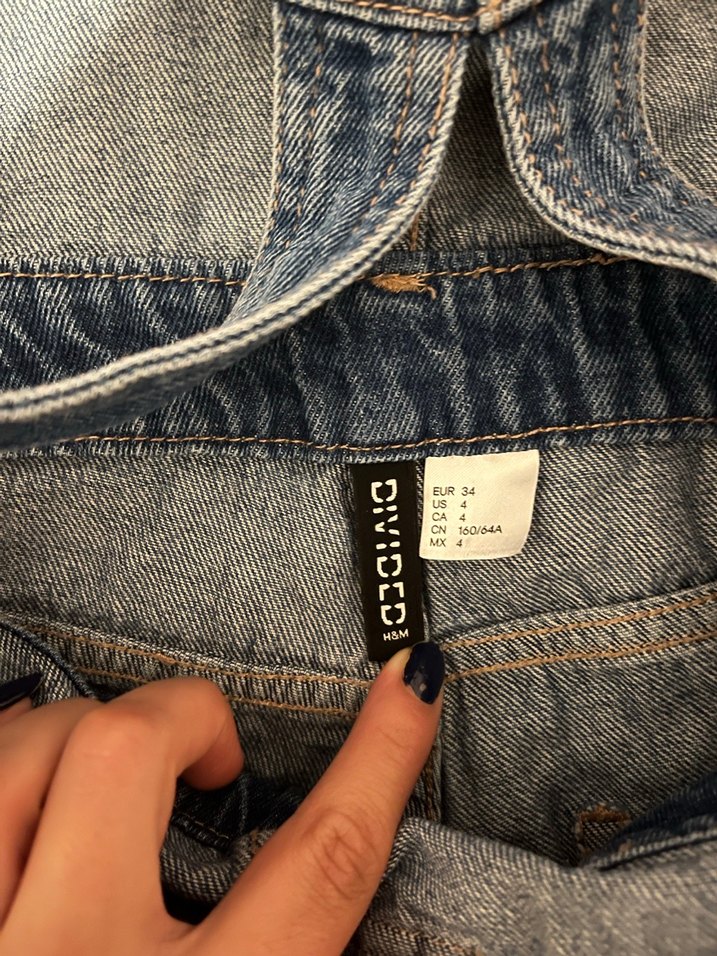 DIVIDED
H&M
EUR 34
US 4
CA 4
CN 160/64A
MX 4